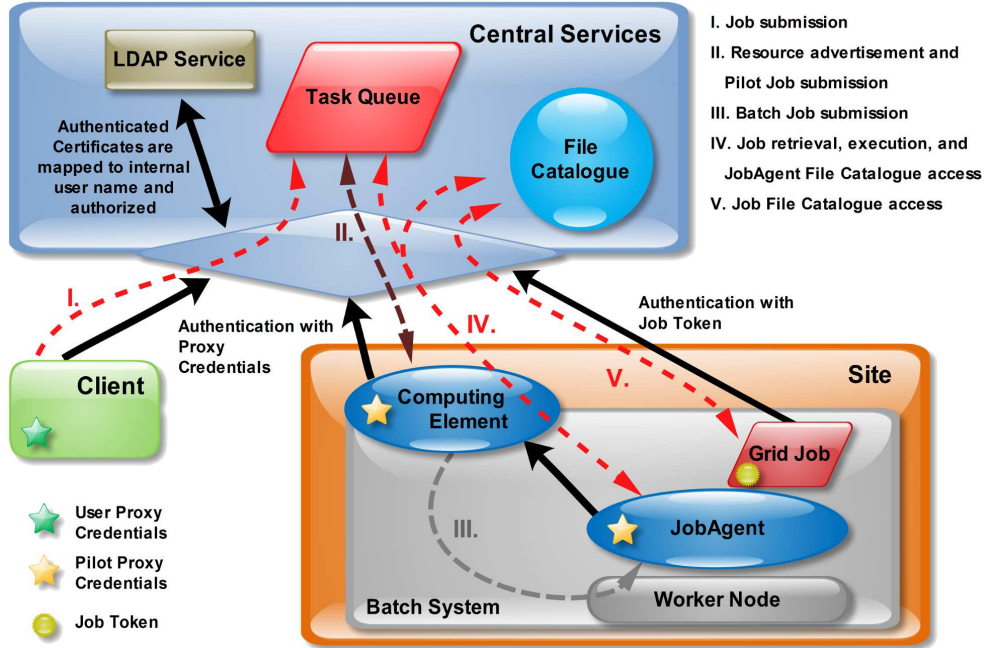 Central Services
LDAP Service
Task Queue
File
Catalogue
Authenticated
Certificates are
mapped to internal
user name and
authorized
I. Job submission
II. Resource advertisement and
Pilot Job submission
III. Batch Job submission
IV. Job retrieval, execution, and
JobAgent File Catalogue access
V. Job File Catalogue access
I.
II.
Authentication with
Proxy
Credentials
IV.
Authentication with
Job Token
V.
Client
Site
Computing
Element
Grid Job
III.
JobAgent
Worker Node
Batch System
User Proxy
Credentials
Pilot Proxy
Credentials
Job Token